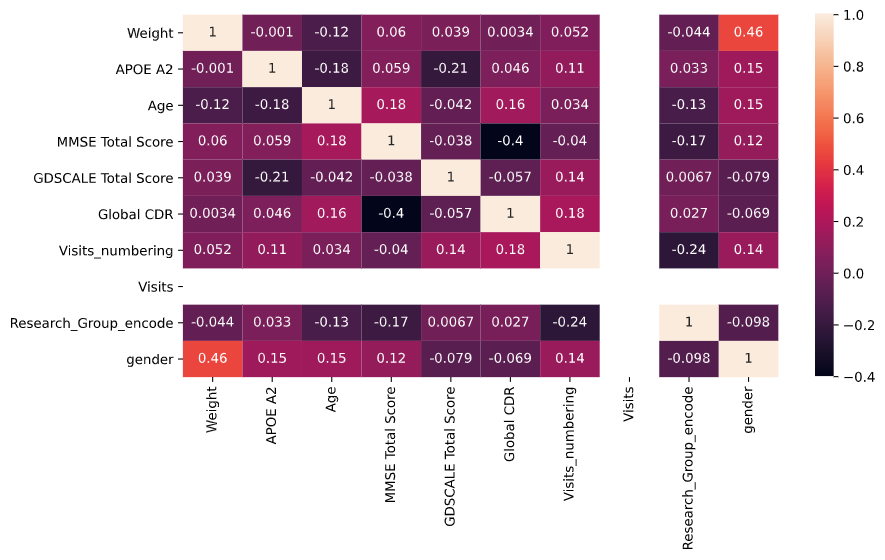 Weight 1 -0.001 -0.12 0.06 0.039 0.0034 0.052 -0.044 0.46
APOE A2 -0.001 1 -0.18 0.059 -0.21 0.046 0.11 0.033 0.15
Age -0.12 -0.18 1 0.18 -0.042 0.16 0.034 -0.13 0.15
MMSE Total Score 0.06 0.059 0.18 1 -0.038 -0.4 -0.04 -0.17 0.12
GDSCALE Total Score 0.039 -0.21 -0.042 -0.038 1 -0.057 0.14 0.0067 -0.079
Global CDR 0.0034 0.046 0.16 -0.4 -0.057 1 0.18 0.027 -0.069
Visits_numbering 0.052 0.11 0.034 -0.04 0.14 0.18 1 -0.24 0.14
Visits
Research_Group_encode -0.044 0.033 -0.13 -0.17 0.0067 0.027 -0.24 1 -0.098
gender 0.46 0.15 0.15 0.12 -0.079 -0.069 0.14 -0.098 1
Weight
APOE A2
Age
MMSE Total Score
GDSCALE Total Score
Global CDR
Visits_numbering
Visits
Research_Group_encode
gender
1.0
0.8
0.6
0.4
0.2
0.0
−0.2
−0.4